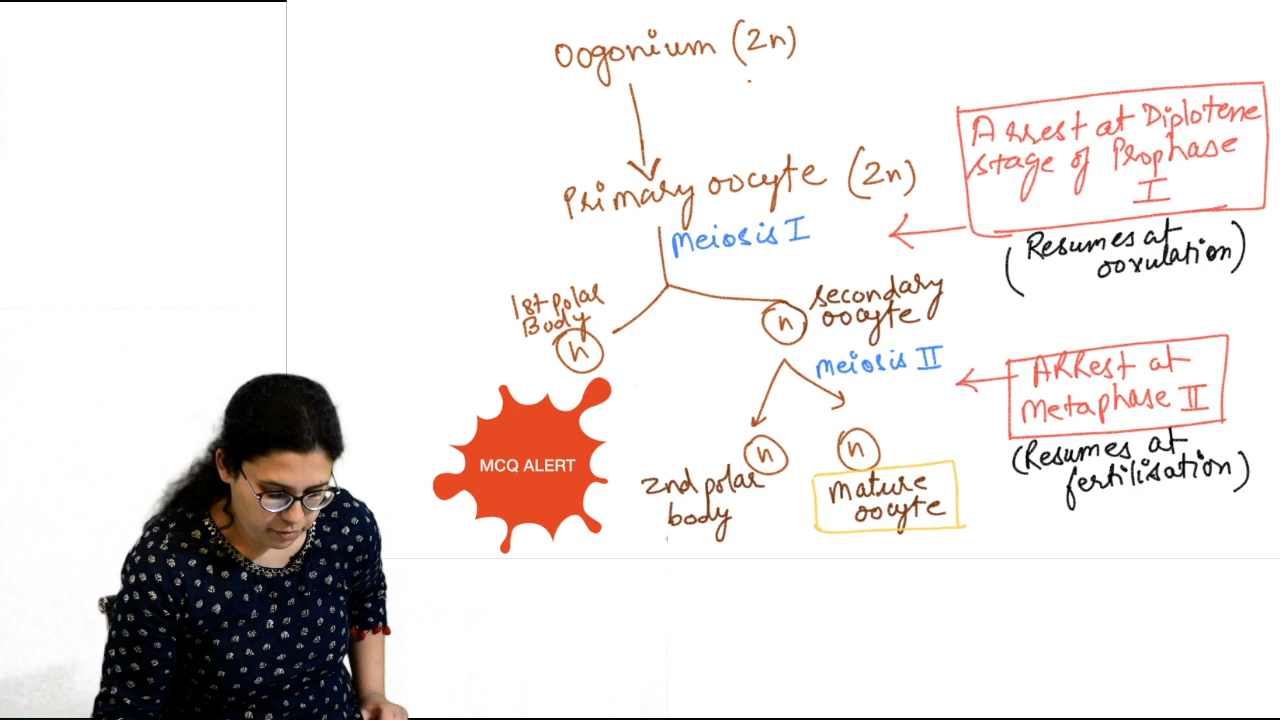 Oogonium (2n)
Primary oocyte (2n)
Meiosis I
Arrest at Diplotene
stage of Prophase
I
(Resumes at
ovulation)
1st polar
Body
n
n
secondary
oocyte
Meiosis II
Arrest at
Metaphase II
(Resumes at
fertilisation)
MCQ ALERT
n
n
2nd polar
body
Mature
oocyte